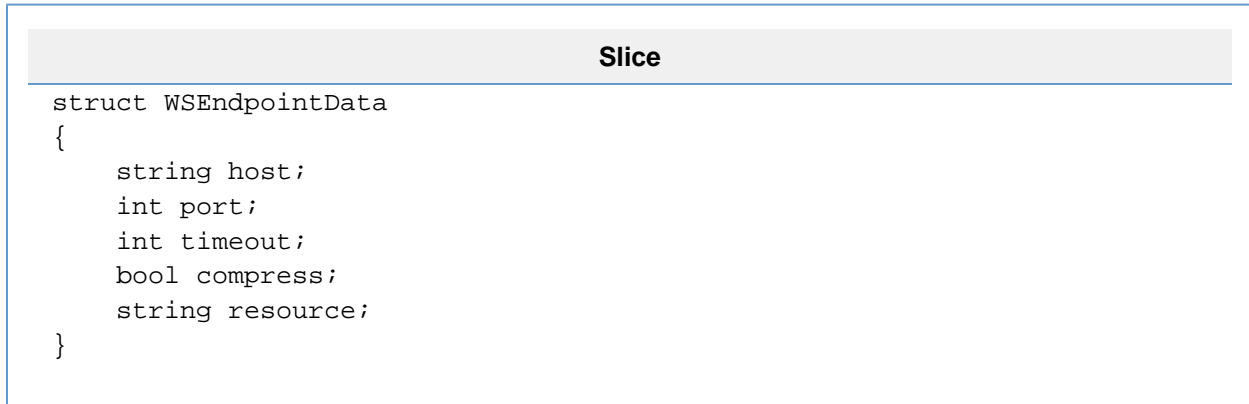 Slice
struct WSEndpointData
{
    string host;
    int port;
    int timeout;
    bool compress;
    string resource;
}